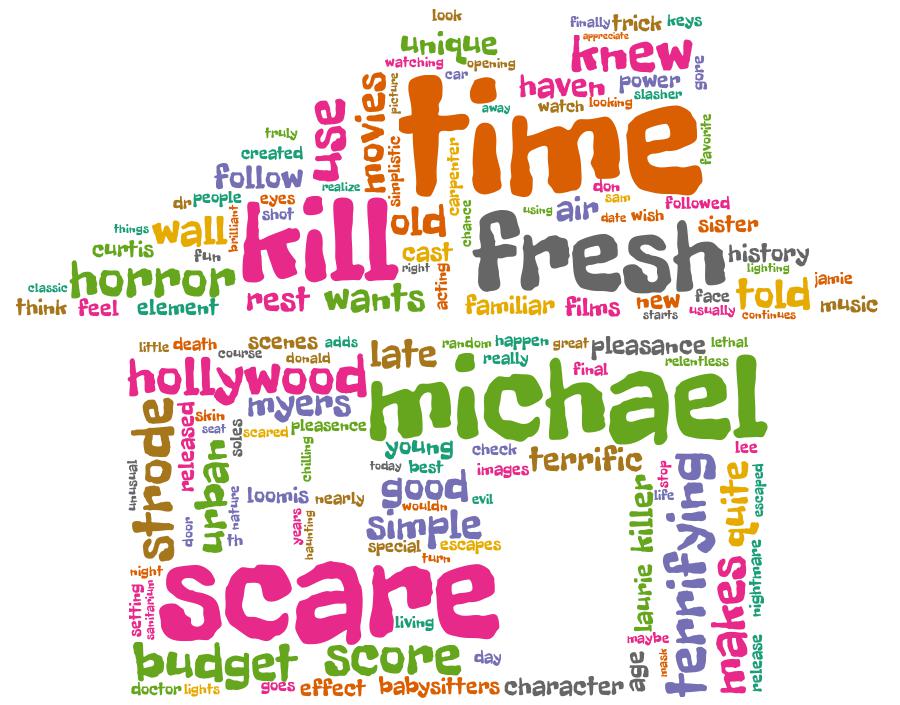 look
finally trick keys
appreciate
unique
knew
watching opening
car
gore
haven power
slasher
time
movies
picture
use
away
watch looking
favorite
truly
created
simplistic
carpenter
follow
realize
don
sam
dr people eyes
shot
kill
old
chance
using air
date wish
followed
sister
things
wall
brilliant
fresh
curtis
fun
cast
right
history
lighting
horror
acting
told
jamie
classic
think feel element
rest wants
familiar films new
starts
face
usually
continues
music
little death
course
scenes adds
donald
late
random happen great pleasance lethal
really
relentless
final
hollywood
michael
myers
strode
released
skin
seat
soles
scared pleasence
urban
chilling
young
check
lee
today best
images
terrific
unusual
door
nature
th
loomis nearly
years
haunting
good
evil
wouldn
simple
special escapes
turn
stop
life
killer
laurie
terrifying
quite
makes
escaped
nightmare
release
night
setting
sanitarium
scare
living
maybe
mask
age
budget score day
doctor lights
goes effect babysitters character